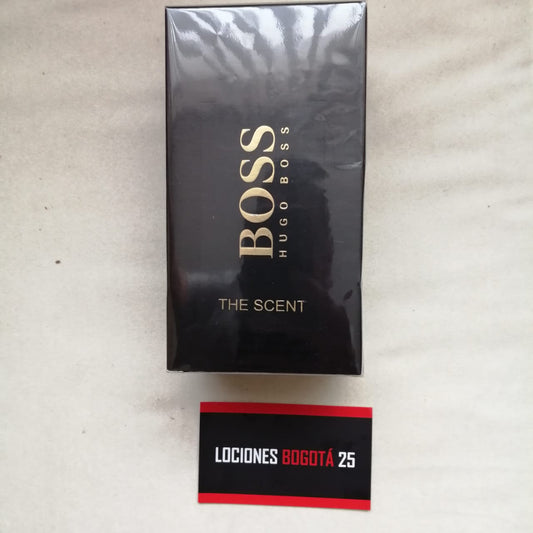 BOSS
HUGO BOSS
THE SCENT
LOCIONES BOGOTÁ 25